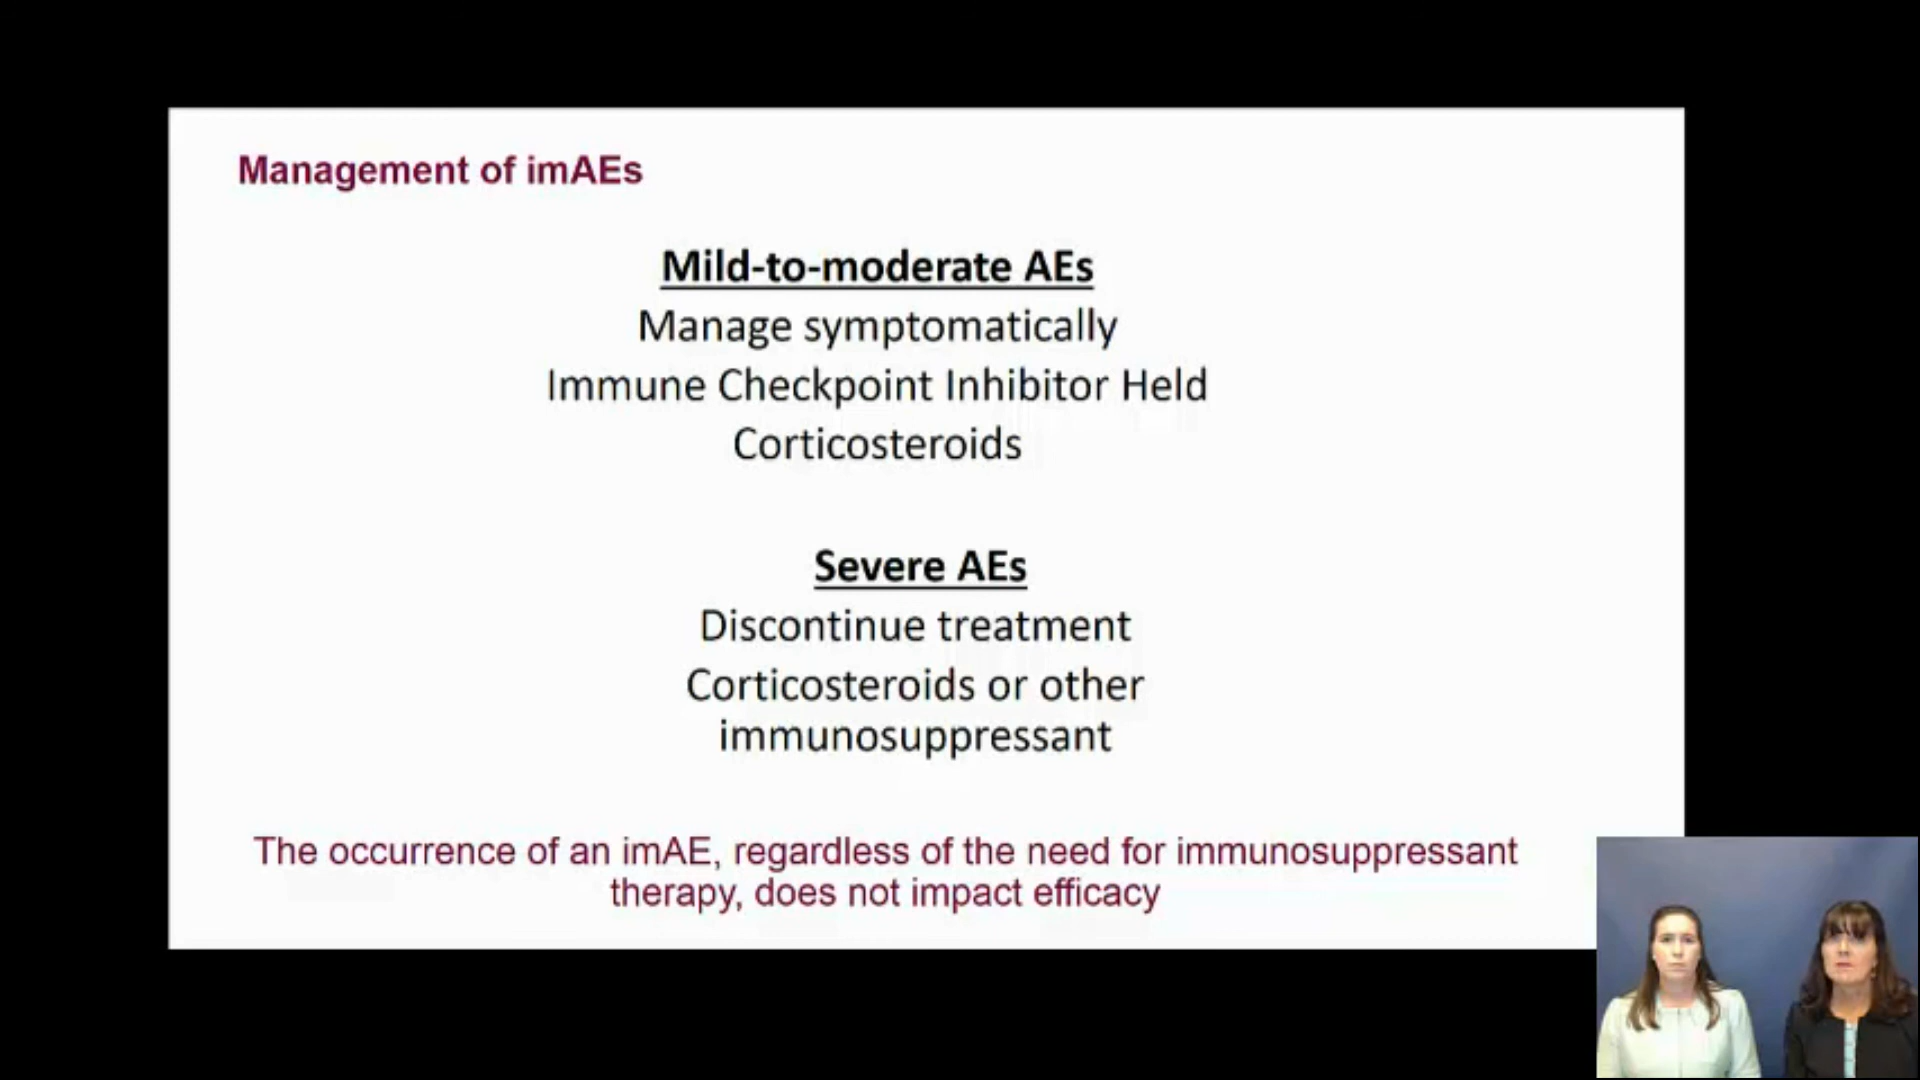 Management of imAEs
Mild-to-moderate AEs
Manage symptomatically
Immune Checkpoint Inhibitor Held
Corticosteroids
Severe AEs
Discontinue treatment
Corticosteroids or other
immunosuppressant
The occurrence of an imAE, regardless of the need for immunosuppressant
therapy, does not impact efficacy